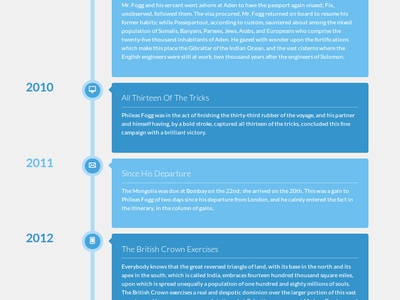 Mr. Fogg and his servant went ashore at Aden to have the passport again visaed; Fix,
unobserved, followed them. The visa procured, Mr. Fogg returned on board to resume his
former habits; while Passepartout, according to custom, sauntered about among the mixed
population of Somalis, Banyans, Parsees, Jews, Arabs, and Europeans who comprise the
twenty-five thousand inhabitants of Aden. He gazed with wonder upon the fortifications
which make this place the Gibraltar of the Indian Ocean, and the vast cisterns where the
English engineers were still at work, two thousand years after the engineers of Solomon.
2010
All Thirteen Of The Tricks
Phileas Fogg was in the act of finishing the thirty-third rubber of the voyage, and his partner
and himself having, by a bold stroke, captured all thirteen of the tricks, concluded this fine
campaign with a brilliant victory.
2011
Since His Departure
The Mongolia was due at Bombay on the 22nd; she arrived on the 20th. This was a gain to
Phileas Fogg of two days since his departure from London, and he calmly entered the fact in
the itinerary, in the column of gains.
2012
The British Crown Exercises
Everybody knows that the great reversed triangle of land, with its base in the north and its
apex in the south, which is called India, embraces fourteen hundred thousand square miles,
upon which is spread unequally a population of one hundred and eighty millions of souls.
The British Crown exercises a real and despotic dominion over the larger portion of this vast